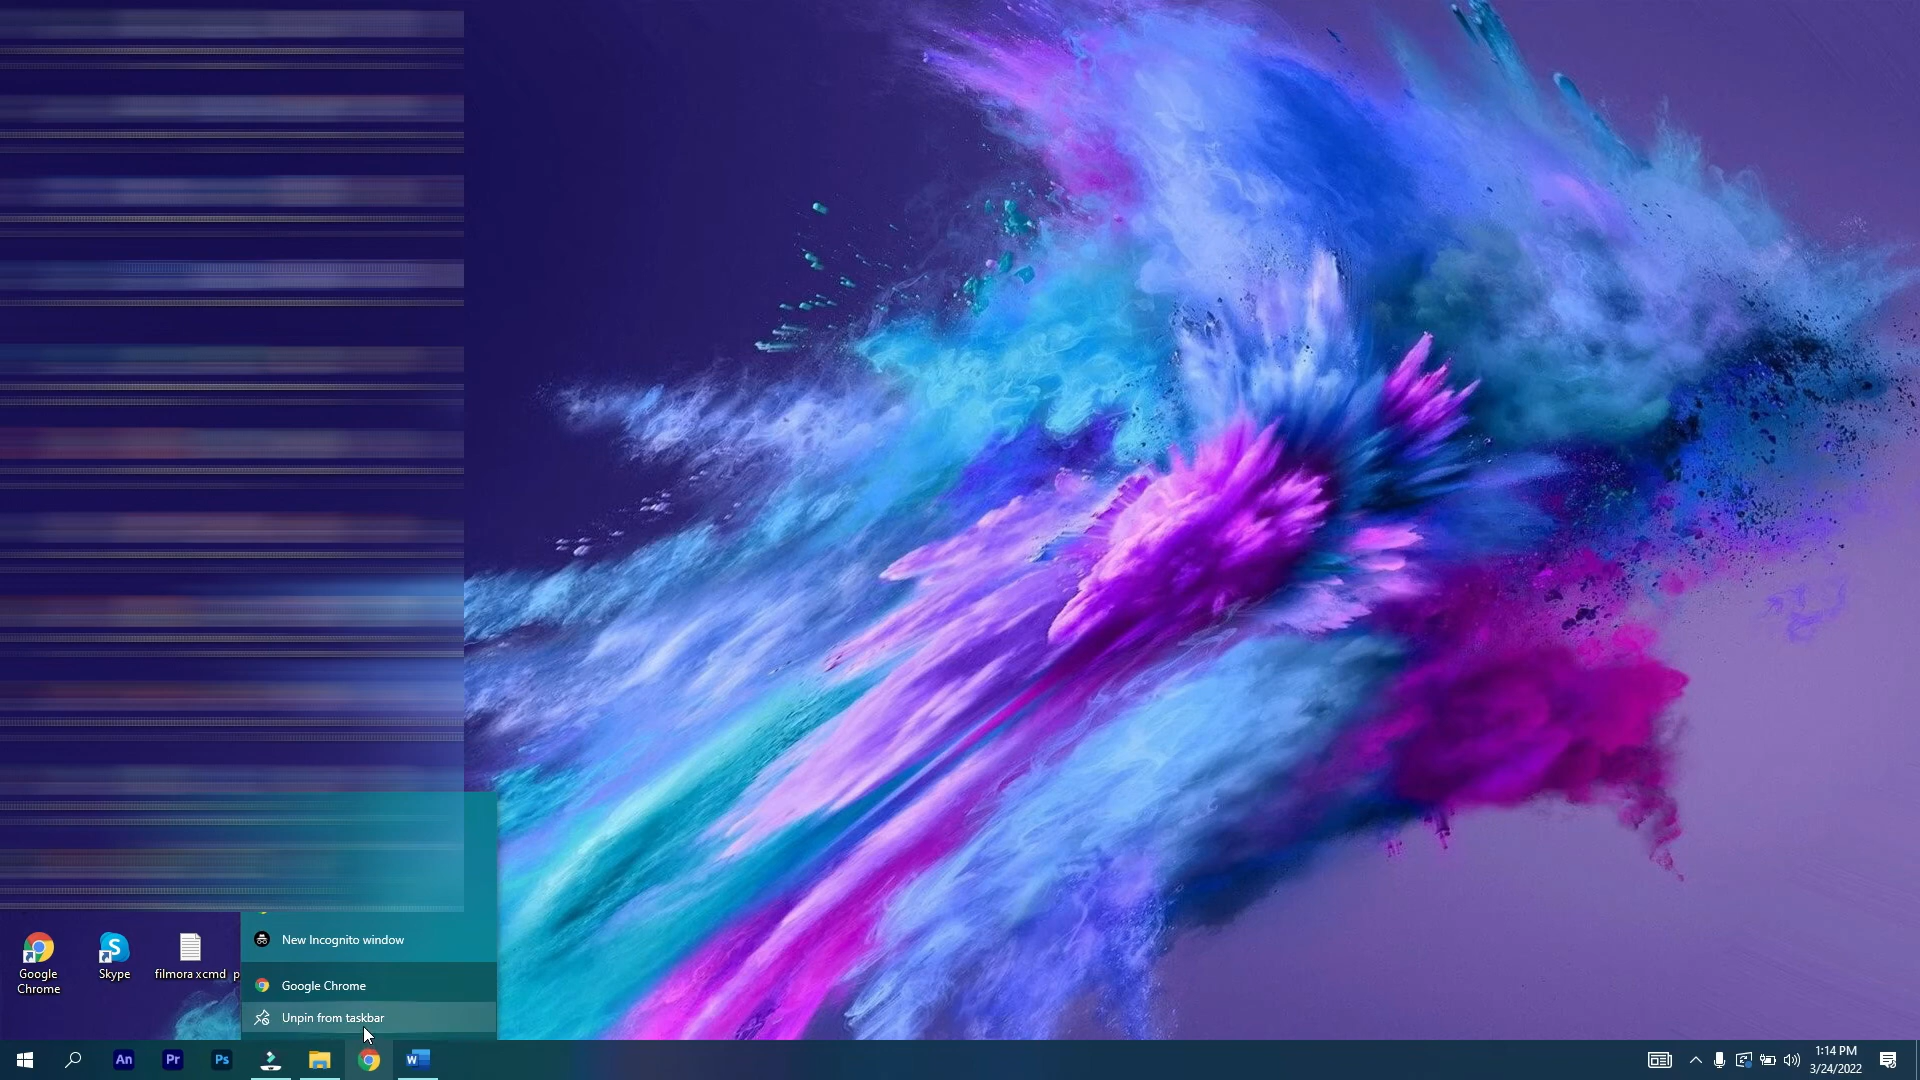 New Incognito window
Google Chrome
Unpin from taskbar
Google
Chrome
Skype
filmora xcmd
p
An
Pr
Ps
W
1:14 PM
3/24/2022